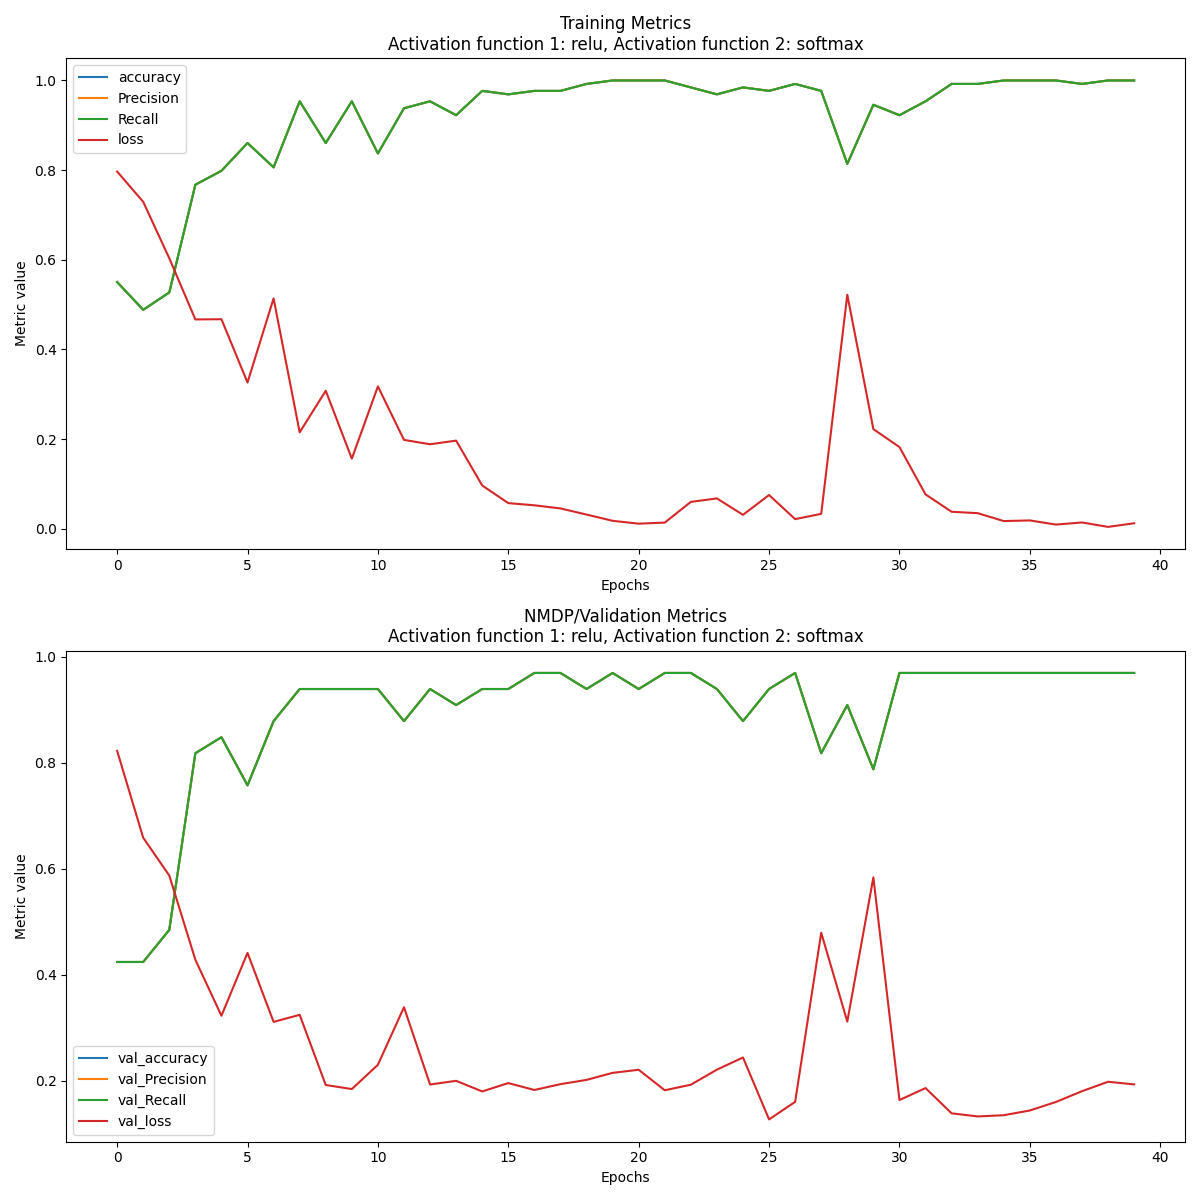 Training Metrics
Activation function 1: relu, Activation function 2: softmax
1.0
0.8
0.6
0.4
0.2
0.0
Metric value
accuracy
Precision
Recall
loss
0 5 10 15 20 25 30 35 40
Epochs
NMDP/Validation Metrics
Activation function 1: relu, Activation function 2: softmax
1.0
0.8
0.6
0.4
0.2
Metric value
val_accuracy
val_Precision
val_Recall
val_loss
0 5 10 15 20 25 30 35 40
Epochs